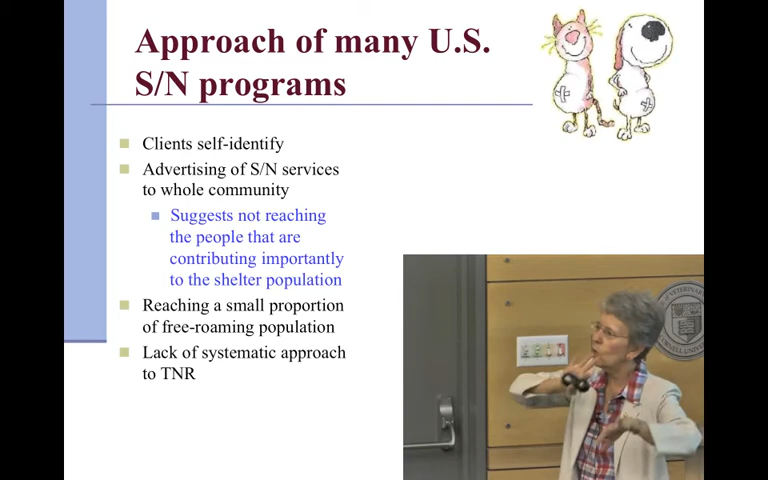 Approach of many U.S.
S/N programs
Clients self-identify
Advertising of S/N services
to whole community
Suggests not reaching
the people that are
contributing importantly
to the shelter population
Reaching a small proportion
of free-roaming population
Lack of systematic approach
to TNR